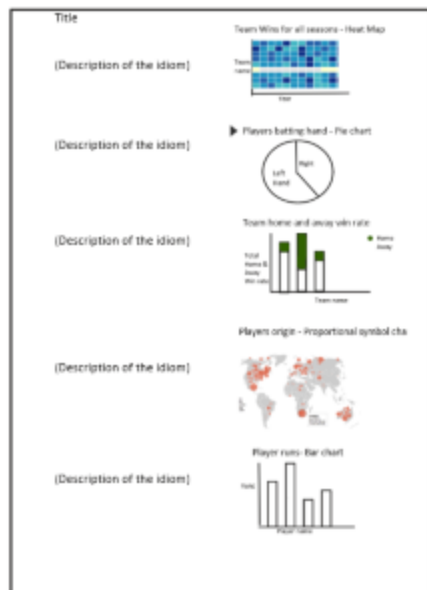 Title
Team Wins for all seasons - Heat Map
(Description of the idiom)
Team
name
Year
(Description of the idiom)
Players batting hand - Pie chart
Right
Left
Hand
Team home and away win rate
(Description of the idiom)
Total
Home &
Away
Win rate
Home
Away
Team name
Players origin - Proportional symbol cha
(Description of the idiom)
Player runs- Bar chart
(Description of the idiom)
Runs
Player name